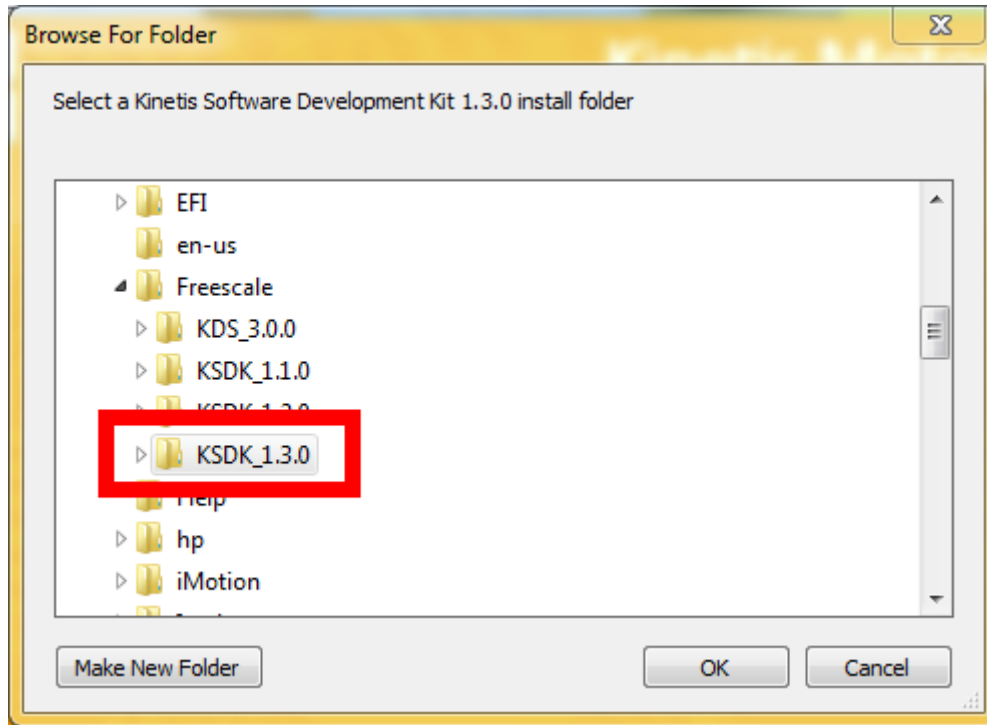 Browse For Folder
Select a Kinetis Software Development Kit 1.3.0 install folder
EFI
en-us
Freescale
KDS_3.0.0
KSDK_1.1.0
KSDK_1.3.0
Help
hp
iMotion
Make New Folder
OK
Cancel